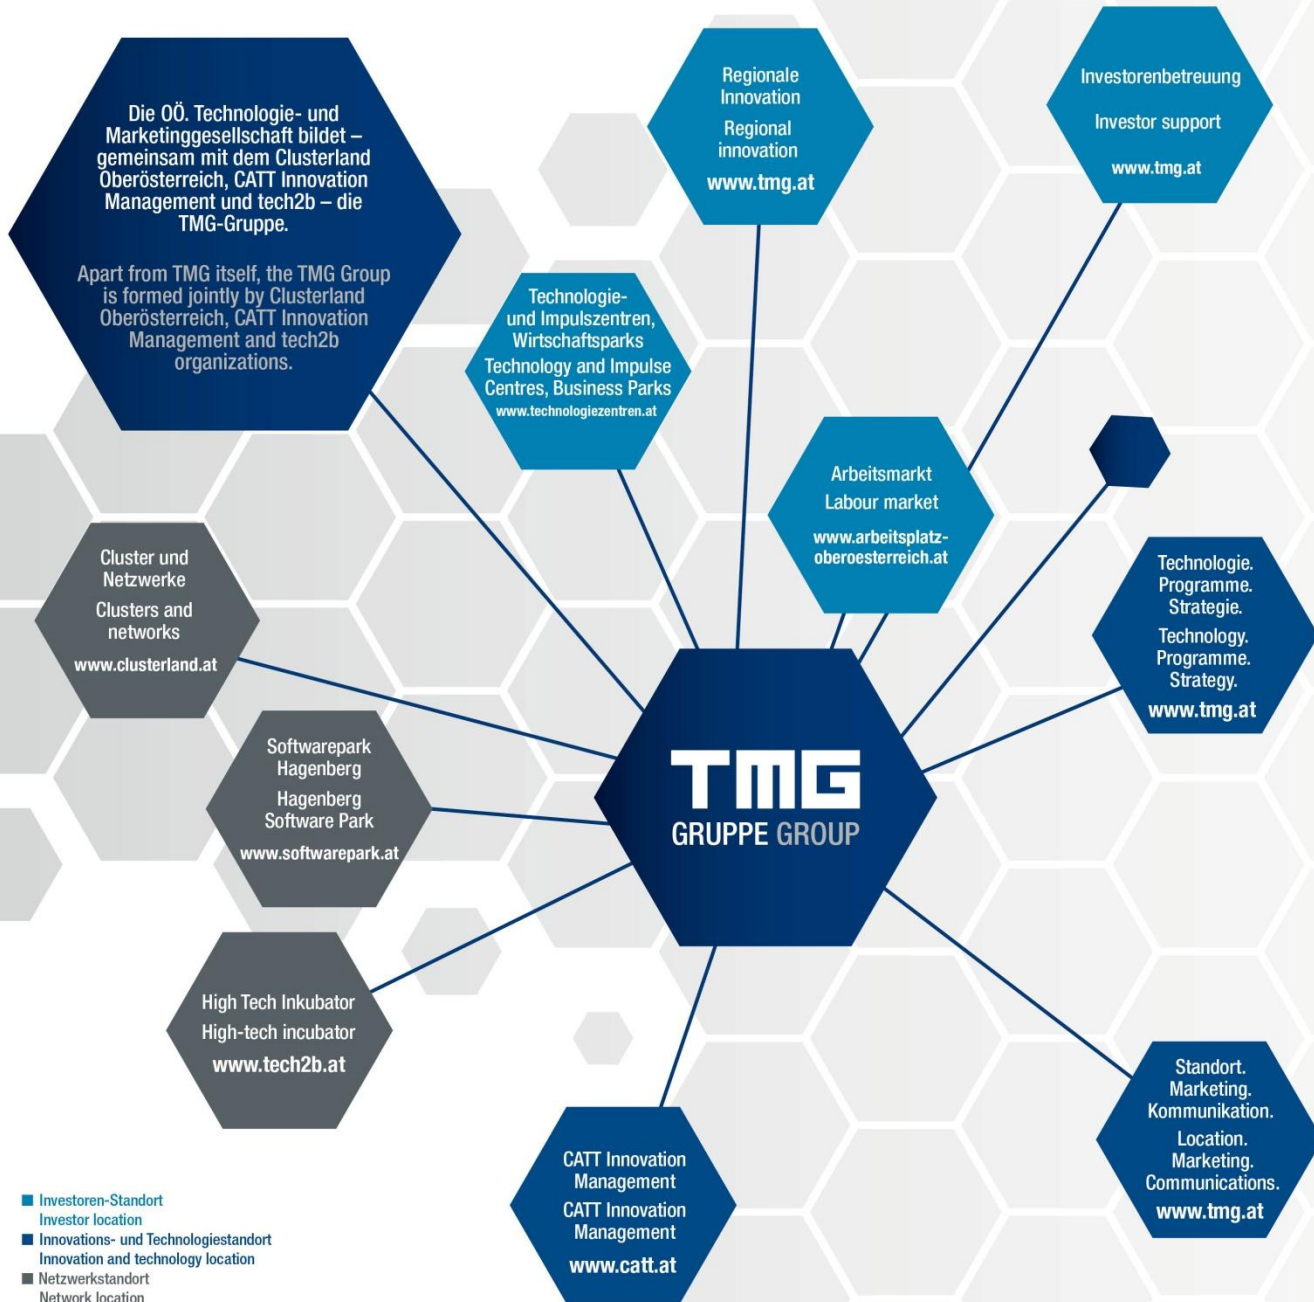 Die OÖ. Technologie- und
Marketinggesellschaft bildet –
gemeinsam mit dem Clusterland
Oberösterreich, CATT Innovation
Management und tech2b – die
TMG-Gruppe.
Apart from TMG itself, the TMG Group
is formed jointly by Clusterland
Oberösterreich, CATT Innovation
Management and tech2b
organizations.
Regionale
Innovation
Regional
innovation
www.tmg.at
Investorenbetreuung
Investor support
www.tmg.at
Technologie-
und Impulszentren,
Wirtschaftsparks
Technology and Impulse
Centres, Business Parks
www.technologiezentren.at
Arbeitsmarkt
Labour market
www.arbeitsplatz-
oberoesterreich.at
Cluster und
Netzwerke
Clusters and
networks
www.clusterland.at
Technologie.
Programme.
Strategie.
Technology.
Programme.
Strategy.
www.tmg.at
Softwarepark
Hagenberg
Hagenberg
Software Park
www.softwarepark.at
TMG
GRUPPE GROUP
High Tech Inkubator
High-tech incubator
www.tech2b.at
CATT Innovation
Management
CATT Innovation
Management
www.catt.at
Standort.
Marketing.
Kommunikation.
Location.
Marketing.
Communications.
www.tmg.at
Investoren-Standort
Investor location
Innovations- und Technologiestandort
Innovation and technology location
Netzwerkstandort
Network location